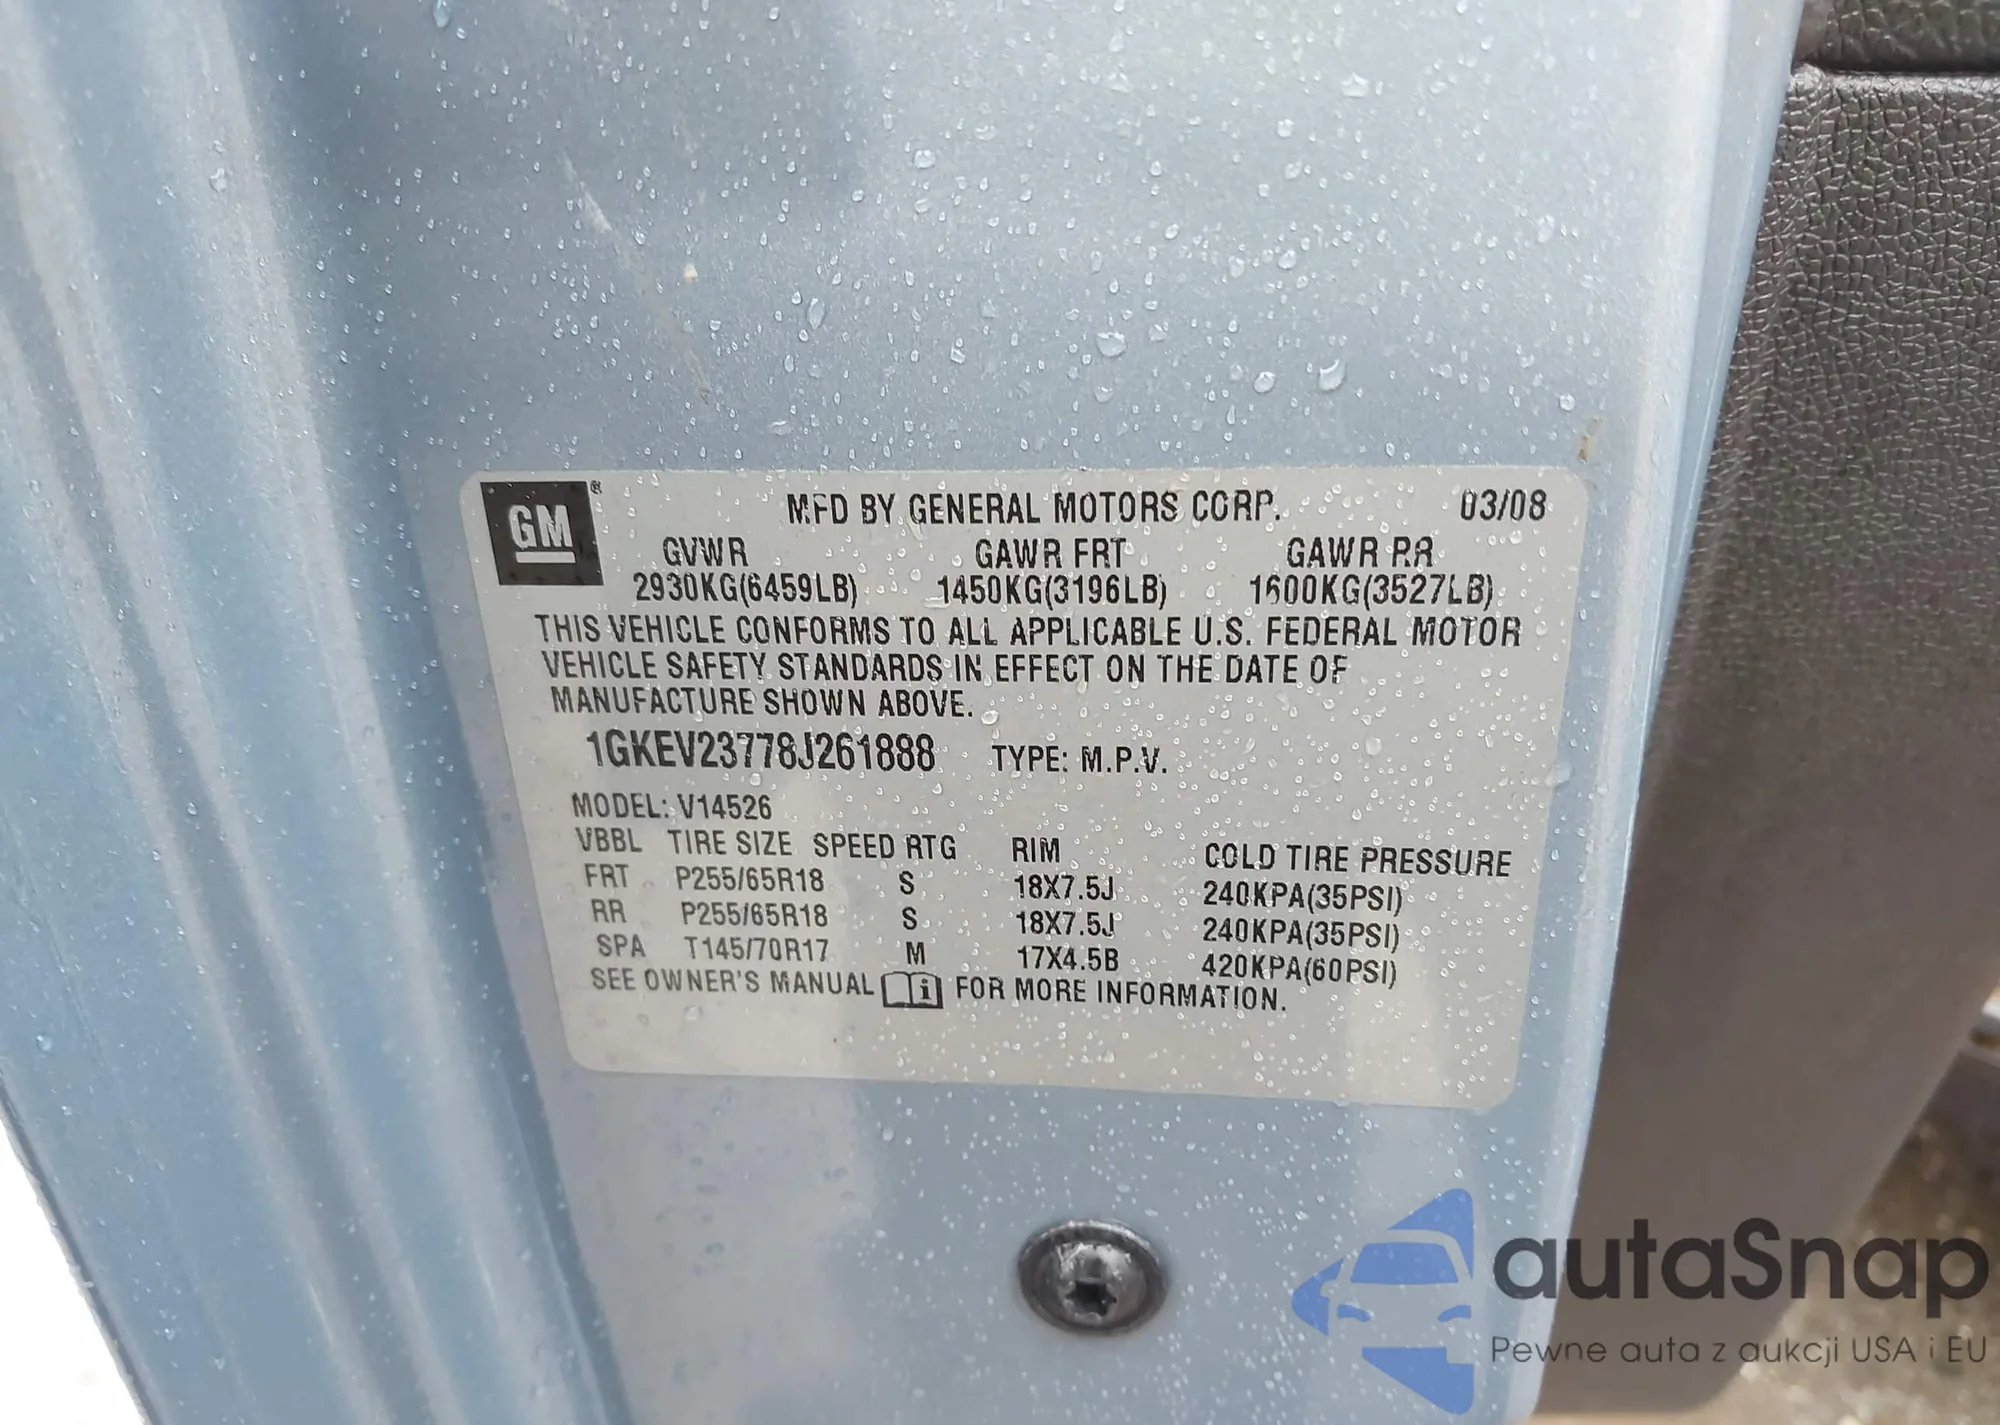 GM ® MFD BY GENERAL MOTORS CORP. 03/08
GVWR GAWR FRT GAWR RR
2930KG(6459LB) 1450KG(3196LB) 1600KG(3527LB)
THIS VEHICLE CONFORMS TO ALL APPLICABLE U.S. FEDERAL MOTOR
VEHICLE SAFETY STANDARDS IN EFFECT ON THE DATE OF
MANUFACTURE SHOWN ABOVE.
1GKEV23778J261888 TYPE: M.P.V.
MODEL: V14526
VBBL TIRE SIZE SPEED RTG RIM COLD TIRE PRESSURE
FRT P255/65R18 S 18X7.5J 240KPA(35PSI)
RR P255/65R18 S 18X7.5J 240KPA(35PSI)
SPA T145/70R17 M 17X4.5B 420KPA(60PSI)
SEE OWNER'S MANUAL i FOR MORE INFORMATION.
autaSnap
Pewne auta z aukcji USA i EU